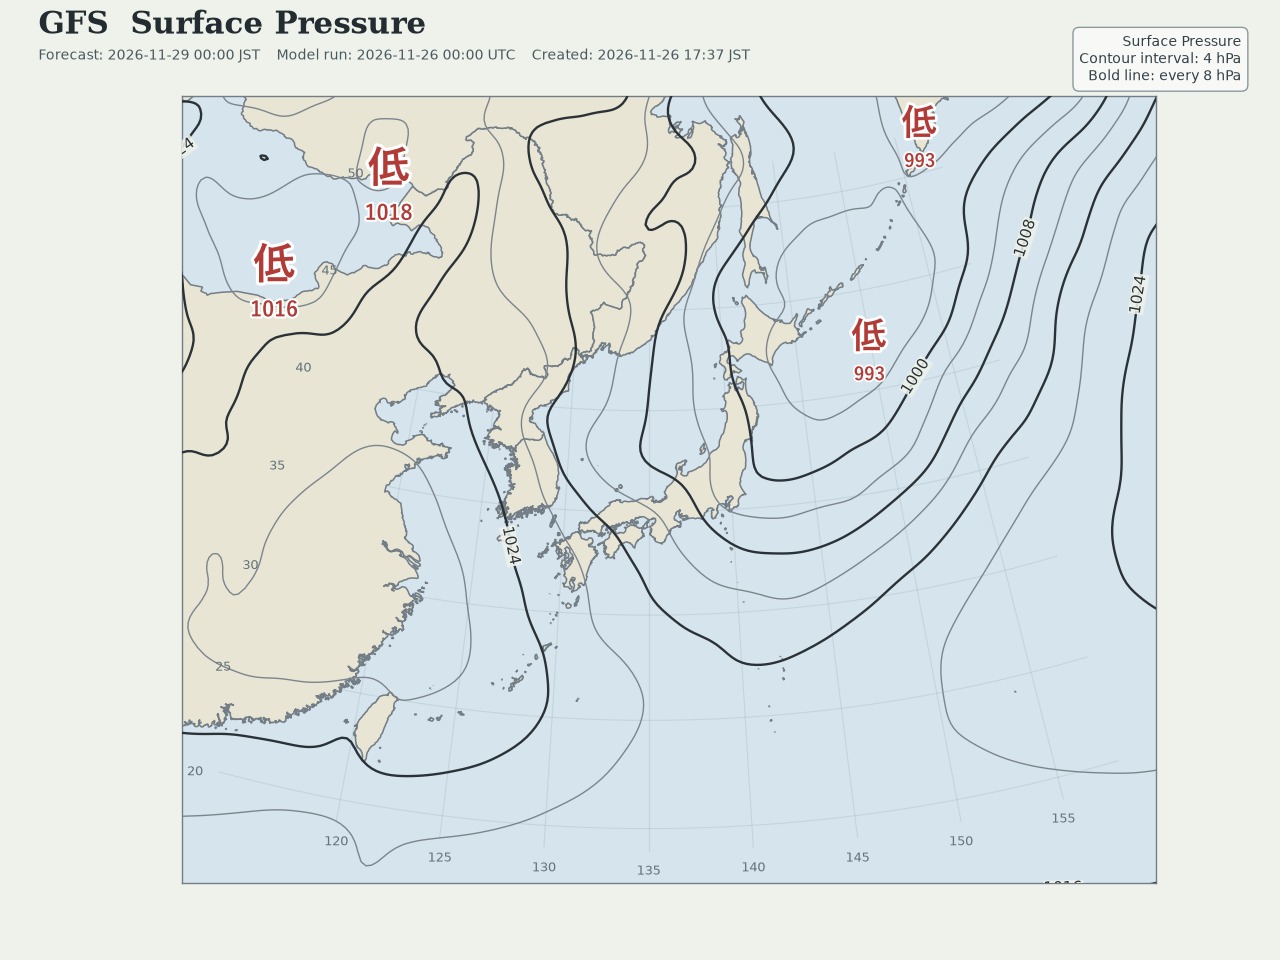 GFS  Surface Pressure
Forecast: 2026-11-29 00:00 JST    Model run: 2026-11-26 00:00 UTC    Created: 2026-11-26 17:37 JST
Surface Pressure
Contour interval: 4 hPa
Bold line: every 8 hPa
低
993
低
1018
50
低
1016
45
1008
1024
低
993
1000
40
35
1024
30
25
20
120
125
130
135
140
145
150
155